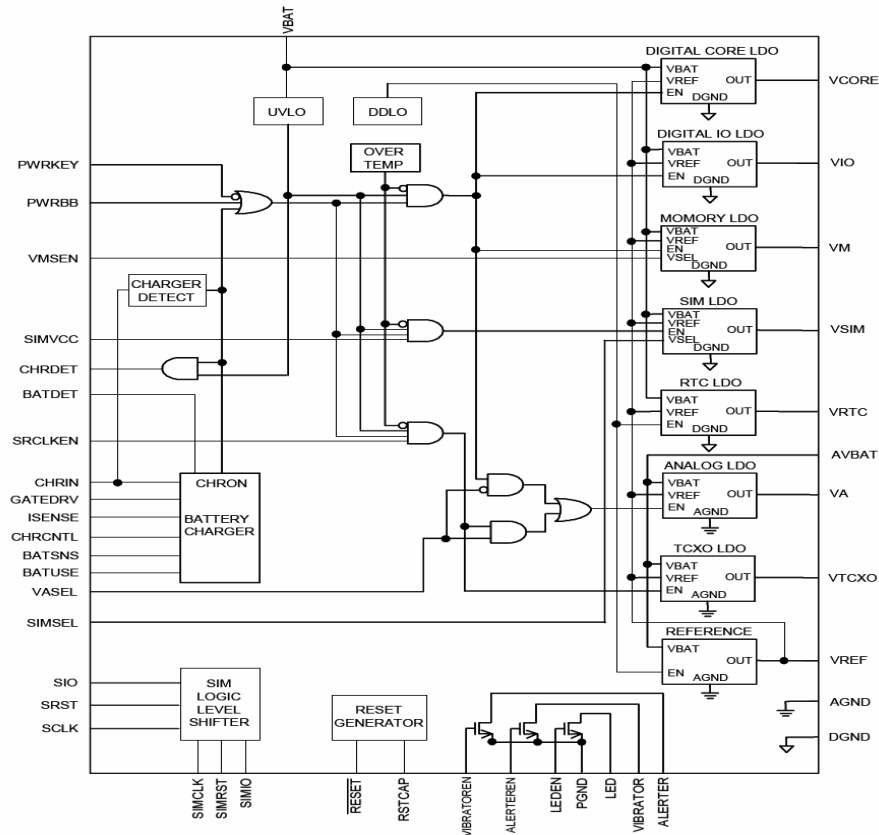 VBAT
DIGITAL CORE LDO
VBAT
VREF
EN
OUT
DGND
VCORE
UVLO
DDLO
DIGITAL IO LDO
VBAT
VREF
EN
OUT
DGND
VIO
OVER
TEMP
PWRKEY
PWRBB
MOMORY LDO
VBAT
VREF
EN
VSEL
OUT
DGND
VM
VMSEN
CHARGER
DETECT
SIM LDO
VBAT
VREF
EN
VSEL
OUT
DGND
VSIM
SIMVCC
CHRDET
BATDET
RTC LDO
VBAT
VREF
EN
OUT
DGND
VRTC
SRCLKEN
AVBAT
ANALOG LDO
VBAT
VREF
EN
OUT
AGND
VA
CHRIN
GATEDRV
ISENSE
CHRCNTL
BATSNS
BATUSE
CHRON
BATTERY
CHARGER
VASEL
TCXO LDO
VBAT
VREF
EN
OUT
AGND
VTCXO
SIMSEL
REFERENCE
VBAT
EN
OUT
AGND
VREF
SIO
SRST
SCLK
SIM
LOGIC
LEVEL
SHIFTER
RESET
GENERATOR
AGND
DGND
SIMCLK
SIMRST
SIMIO
RESET
RSTCAP
VIBRATOREN
ALERTEREN
LEDEN
PGND
LED
VIBRATOR
ALERTER